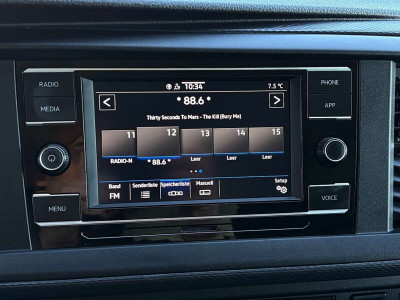 RADIO
MEDIA
MENU
10:34
7.5 °C
* 88.6 *
Thirty Seconds To Mars - The Kill (Bury Me)
11 12 13 14 15
RADIO-N * 88.6 * Leer Leer Leer
Band Senderliste Speicherliste Manuell Setup
FM
PHONE
APP
VOICE